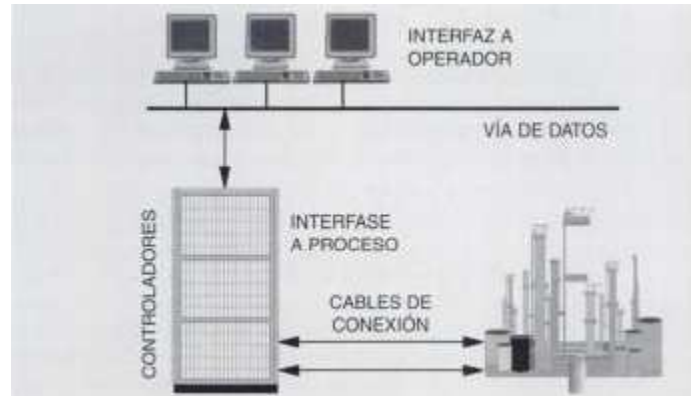 INTERFAZ A
OPERADOR
VÍA DE DATOS
CONTROLADORES
INTERFASE
A PROCESO
CABLES DE
CONEXIÓN